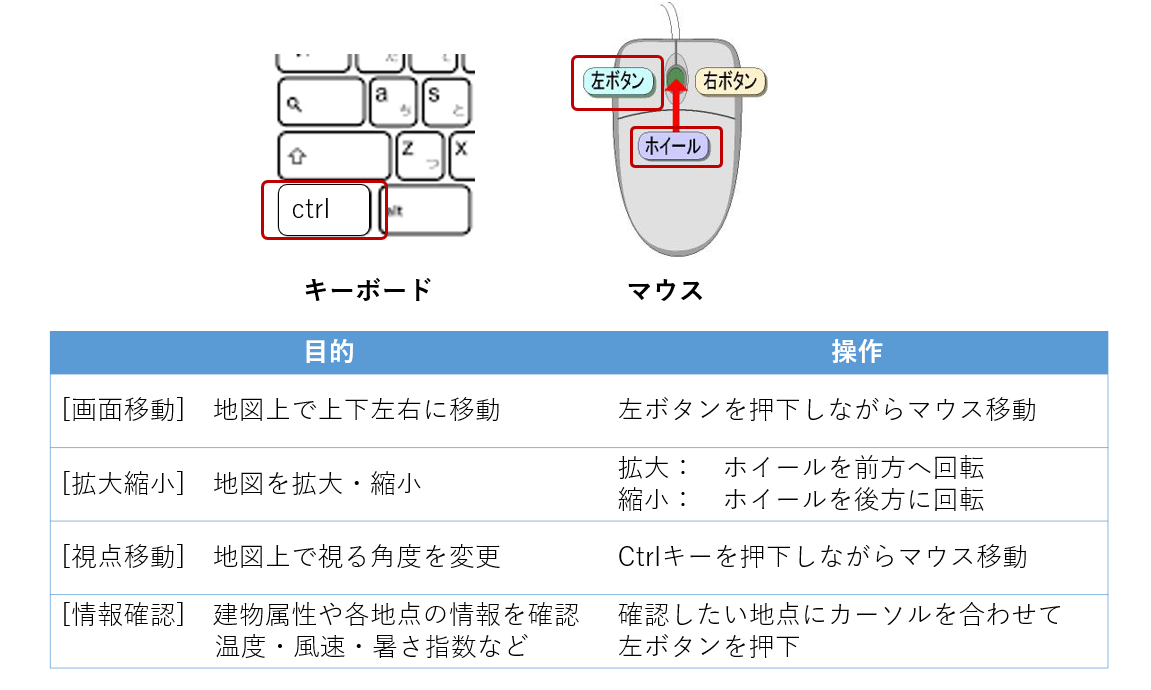 a
ち
s
と
z
つ
x
ctrl
alt
左ボタン
右ボタン
ホイール
キーボード
マウス
目的 操作
[画面移動] 地図上で上下左右に移動 左ボタンを押下しながらマウス移動
[拡大縮小] 地図を拡大・縮小 拡大： ホイールを前方へ回転
縮小： ホイールを後方に回転
[視点移動] 地図上で視る角度を変更 Ctrlキーを押下しながらマウス移動
[情報確認] 建物属性や各地点の情報を確認 確認したい地点にカーソルを合わせて
温度・風速・暑さ指数など 左ボタンを押下